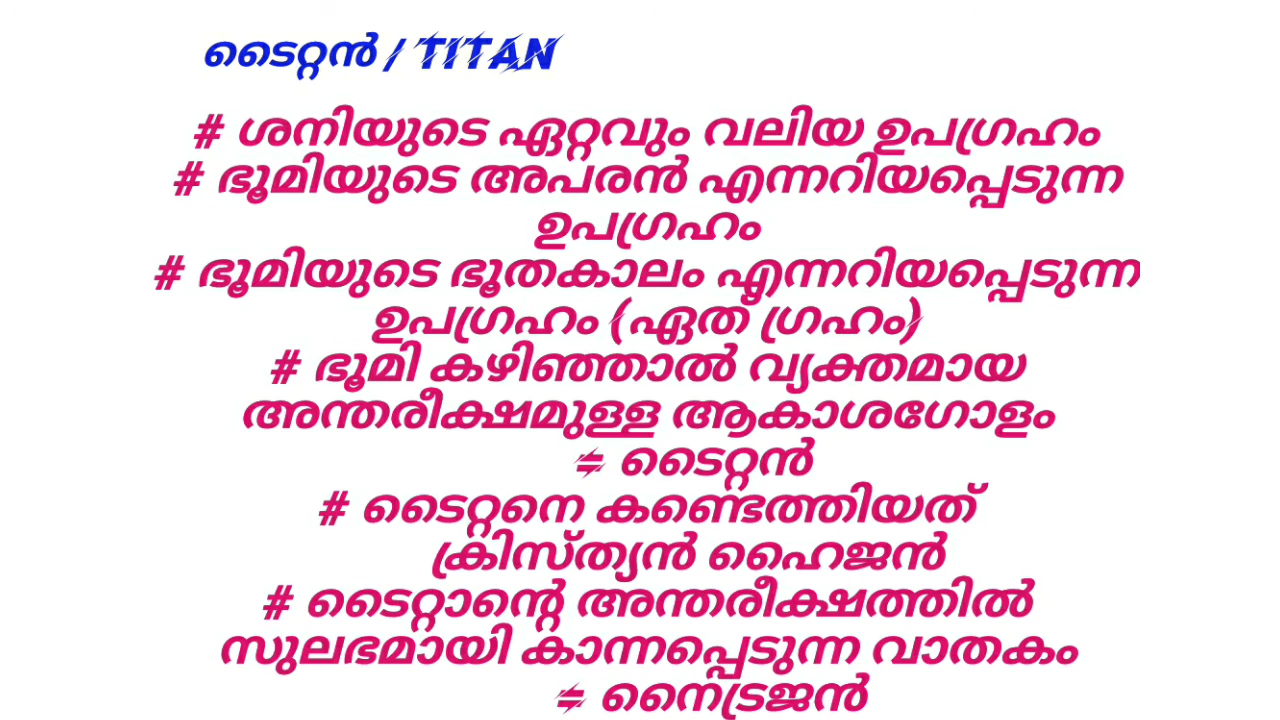 ടൈറ്റൻ / TITAN
# ശനിയുടെ ഏറ്റവും വലിയ ഉപഗ്രഹം
# ഭൂമിയുടെ അപരൻ എന്നറിയപ്പെടുന്ന
ഉപഗ്രഹം
# ഭൂമിയുടെ ഭൂതകാലം എന്നറിയപ്പെടുന്ന
ഉപഗ്രഹം (ഏത് ഗ്രഹം)
# ഭൂമി കഴിഞ്ഞാൽ വ്യക്തമായ
അന്തരീക്ഷമുള്ള ആകാശഗോളം
= ടൈറ്റൻ
# ടൈറ്റനെ കണ്ടെത്തിയത്
ക്രിസ്ത്യൻ ഹൈജൻ
# ടൈറ്റാന്റെ അന്തരീക്ഷത്തിൽ
സുലഭമായി കാന്നപ്പെടുന്ന വാതകം
= നൈട്രജൻ